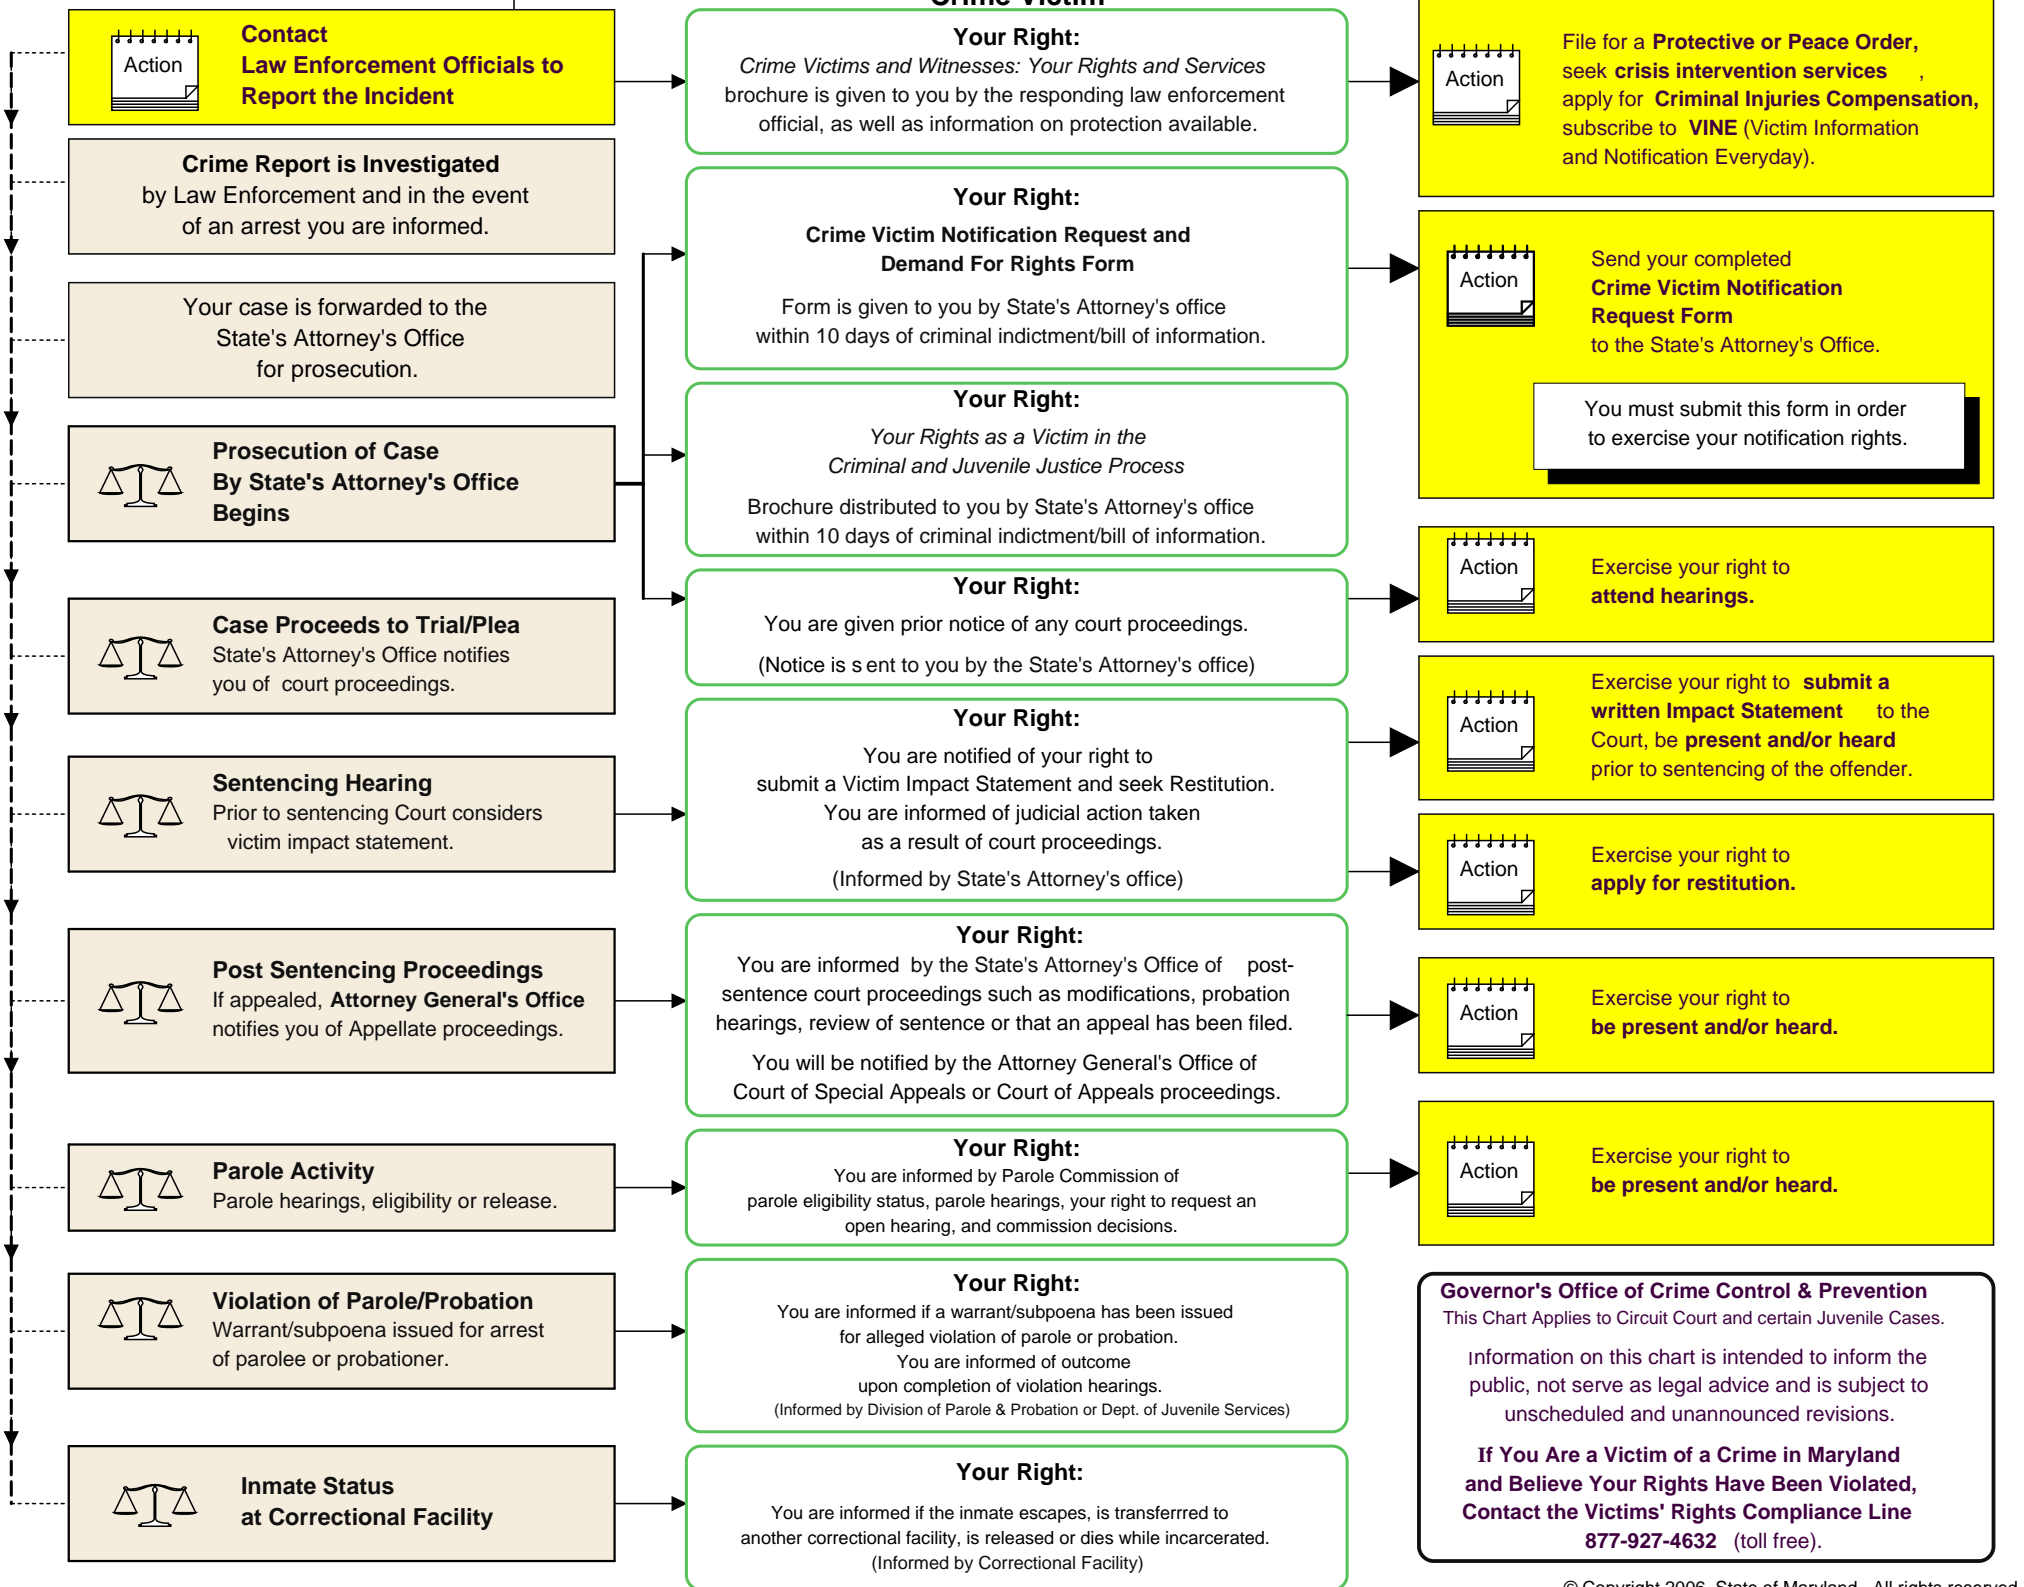 Crime Victim
Action
Contact
Law Enforcement Officials to
Report the Incident
Your Right:
Crime Victims and Witnesses: Your Rights and Services
brochure is given to you by the responding law enforcement
official, as well as information on protection available.
Action
File for a Protective or Peace Order,
seek crisis intervention services ,
apply for Criminal Injuries Compensation,
subscribe to VINE (Victim Information
and Notification Everyday).
Crime Report is Investigated
by Law Enforcement and in the event
of an arrest you are informed.
Your Right:
Crime Victim Notification Request and
Demand For Rights Form
Form is given to you by State's Attorney's office
within 10 days of criminal indictment/bill of information.
Action
Send your completed
Crime Victim Notification
Request Form
to the State's Attorney's Office.
You must submit this form in order
to exercise your notification rights.
Your case is forwarded to the
State's Attorney's Office
for prosecution.
Prosecution of Case
By State's Attorney's Office
Begins
Your Right:
Your Rights as a Victim in the
Criminal and Juvenile Justice Process
Brochure distributed to you by State's Attorney's office
within 10 days of criminal indictment/bill of information.
Your Right:
You are given prior notice of any court proceedings.
(Notice is s ent to you by the State's Attorney's office)
Action
Exercise your right to
attend hearings.
Case Proceeds to Trial/Plea
State's Attorney's Office notifies
you of court proceedings.
Sentencing Hearing
Prior to sentencing Court considers
victim impact statement.
Your Right:
You are notified of your right to
submit a Victim Impact Statement and seek Restitution.
You are informed of judicial action taken
as a result of court proceedings.
(Informed by State's Attorney's office)
Action
Exercise your right to submit a
written Impact Statement to the
Court, be present and/or heard
prior to sentencing of the offender.
Action
Exercise your right to
apply for restitution.
Post Sentencing Proceedings
If appealed, Attorney General's Office
notifies you of Appellate proceedings.
Your Right:
You are informed by the State's Attorney's Office of post-
sentence court proceedings such as modifications, probation
hearings, review of sentence or that an appeal has been filed.
You will be notified by the Attorney General's Office of
Court of Special Appeals or Court of Appeals proceedings.
Action
Exercise your right to
be present and/or heard.
Parole Activity
Parole hearings, eligibility or release.
Your Right:
You are informed by Parole Commission of
parole eligibility status, parole hearings, your right to request an
open hearing, and commission decisions.
Action
Exercise your right to
be present and/or heard.
Violation of Parole/Probation
Warrant/subpoena issued for arrest
of parolee or probationer.
Your Right:
You are informed if a warrant/subpoena has been issued
for alleged violation of parole or probation.
You are informed of outcome
upon completion of violation hearings.
(Informed by Division of Parole & Probation or Dept. of Juvenile Services)
Inmate Status
at Correctional Facility
Your Right:
You are informed if the inmate escapes, is transferrred to
another correctional facility, is released or dies while incarcerated.
(Informed by Correctional Facility)
Governor's Office of Crime Control & Prevention
This Chart Applies to Circuit Court and certain Juvenile Cases.
Information on this chart is intended to inform the
public, not serve as legal advice and is subject to
unscheduled and unannounced revisions.
If You Are a Victim of a Crime in Maryland
and Believe Your Rights Have Been Violated,
Contact the Victims' Rights Compliance Line
877-927-4632 (toll free).
© Copyright 2006 State of Maryland All rights reserved